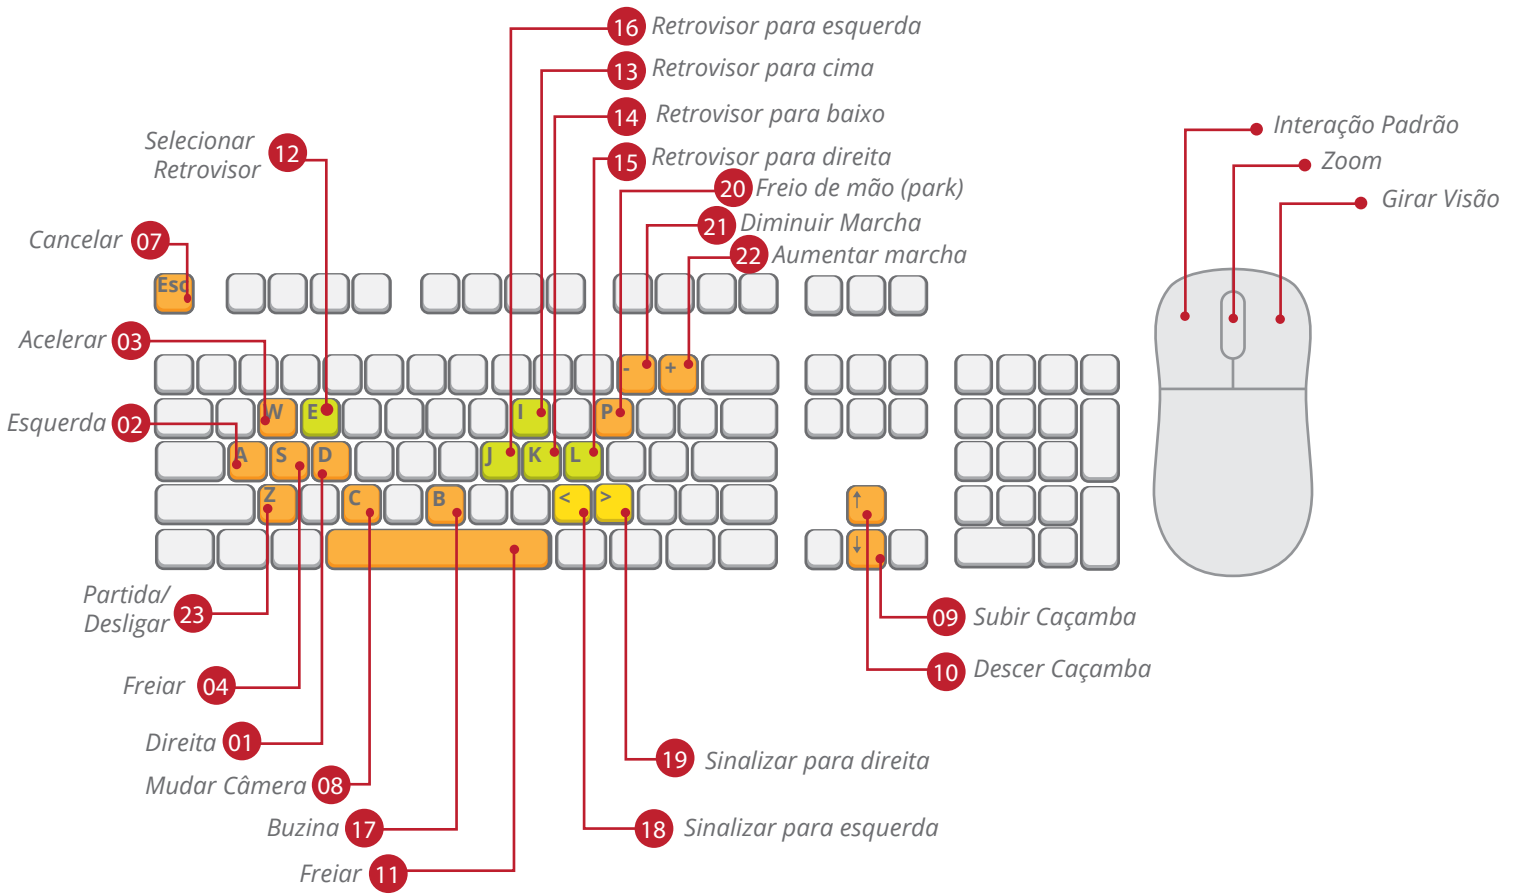 16 Retrovisor para esquerda
13 Retrovisor para cima
14 Retrovisor para baixo
15 Retrovisor para direita
20 Freio de mão (park)
21 Diminuir Marcha
22 Aumentar marcha
Selecionar
Retrovisor 12
Cancelar 07
Acelerar 03
Esquerda 02
Interação Padrão
Zoom
Girar Visão
Esc
- +
W E I P
A S D J K L
Z C B < > ↑
↓
Partida/
Desligar 23
Freiar 04
Direita 01
Mudar Câmera 08
Buzina 17
Freiar 11
09 Subir Caçamba
10 Descer Caçamba
19 Sinalizar para direita
18 Sinalizar para esquerda